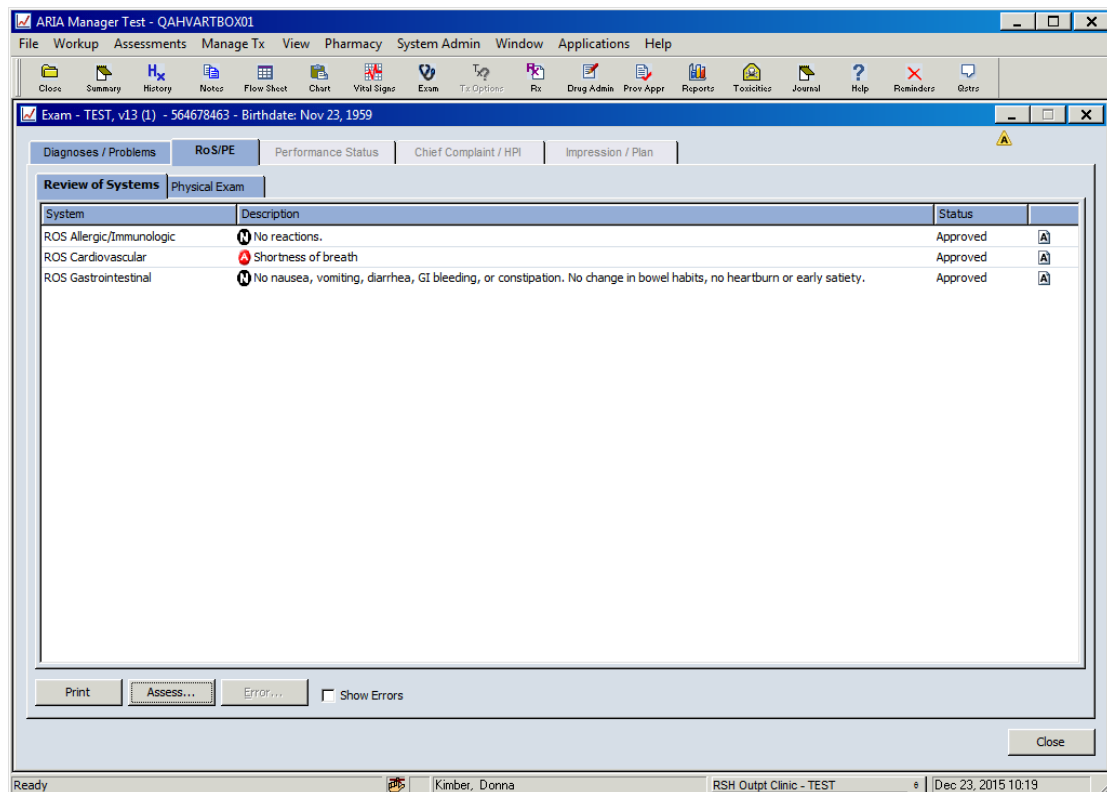 ARIA Manager Test - QAHVARTBOX01
File Workup Assessments Manage Tx View Pharmacy System Admin Window Applications Help
Close Summary History Notes Flow Sheet Chart Vital Signs Exam Tx Options Rx Drug Admin Prov Appr Reports Toxicities Journal Help Reminders Qstrs
Exam - TEST, v13 (1) - 564678463 - Birthdate: Nov 23, 1959
Diagnoses / Problems RoS/PE Performance Status Chief Complaint / HPI Impression / Plan
Review of Systems Physical Exam
System Description Status
ROS Allergic/Immunologic N No reactions. Approved A
ROS Cardiovascular A Shortness of breath Approved A
ROS Gastrointestinal N No nausea, vomiting, diarrhea, GI bleeding, or constipation. No change in bowel habits, no heartburn or early satiety. Approved A
Print Assess... Error... Show Errors
Close
Ready Kimber, Donna RSH Outpt Clinic - TEST Dec 23, 2015 10:19